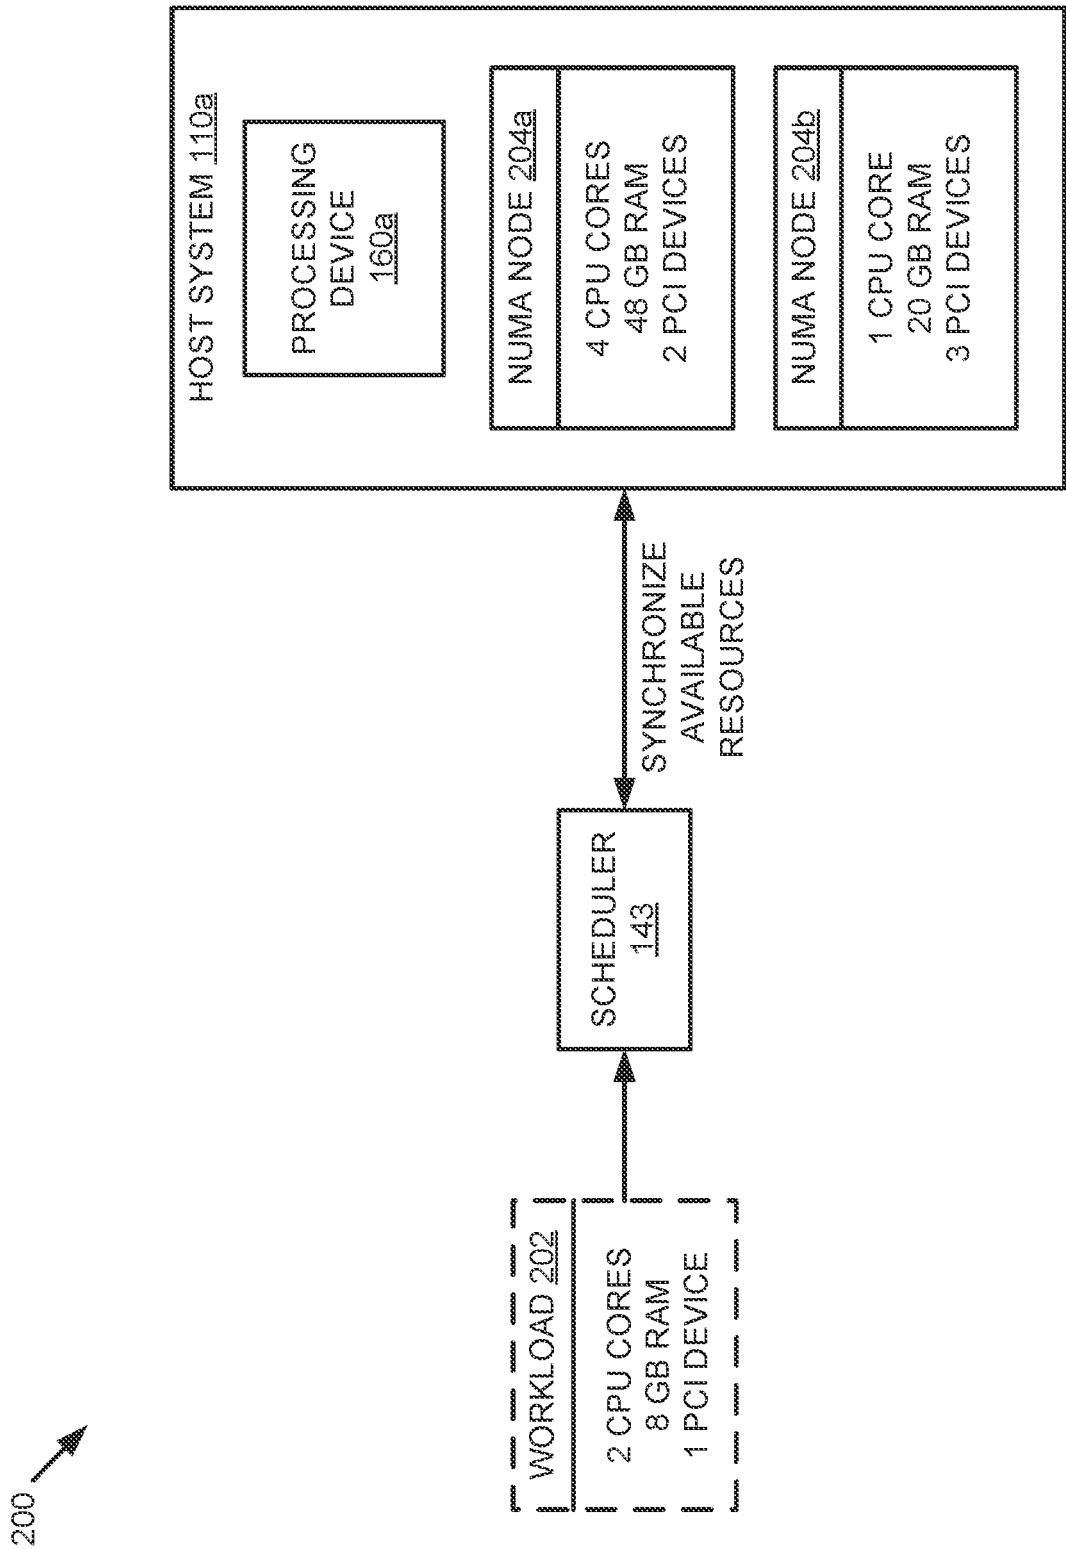 200
WORKLOAD 202
2 CPU CORES
8 GB RAM
1 PCI DEVICE
SCHEDULER
143
SYNCHRONIZE
AVAILABLE
RESOURCES
HOST SYSTEM 110a
PROCESSING
DEVICE
160a
NUMA NODE 204a
4 CPU CORES
48 GB RAM
2 PCI DEVICES
NUMA NODE 204b
1 CPU CORE
20 GB RAM
3 PCI DEVICES